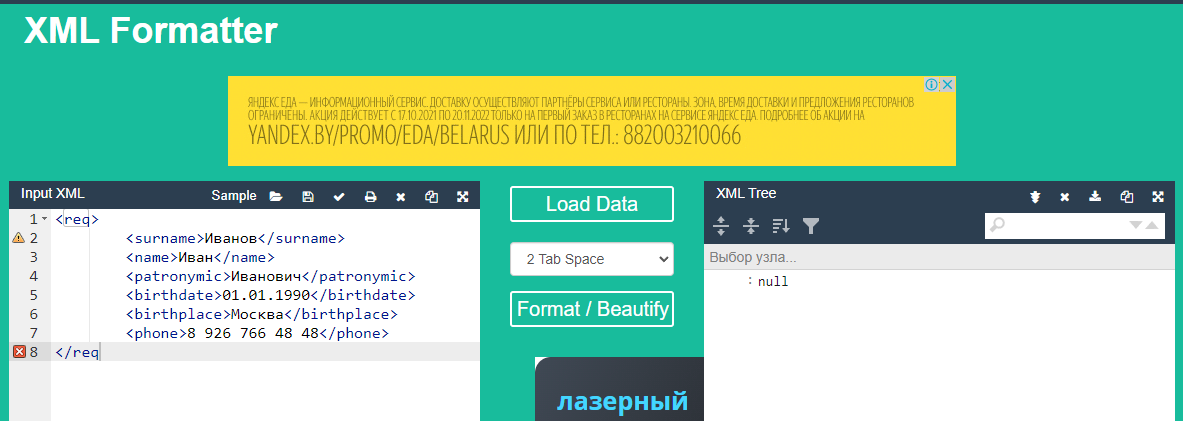 XML Formatter
ЯНДЕКС ЕДА — ИНФОРМАЦИОННЫЙ СЕРВИС. ДОСТАВКУ ОСУЩЕСТВЛЯЮТ ПАРТНЁРЫ СЕРВИСА ИЛИ РЕСТОРАНЫ. ЗОНА, ВРЕМЯ ДОСТАВКИ И ПРЕДЛОЖЕНИЯ РЕСТОРАНОВ
ОГРАНИЧЕНЫ. АКЦИЯ ДЕЙСТВУЕТ С 17.10.2021 ПО 20.11.2022 ТОЛЬКО НА ПЕРВЫЙ ЗАКАЗ В РЕСТОРАНАХ НА СЕРВИСЕ ЯНДЕКС ЕДА. ПОДРОБНЕЕ ОБ АКЦИИ НА
YANDEX.BY/PROMO/EDA/BELARUS ИЛИ ПО ТЕЛ.: 882003210066
Input XML
Sample
1 <req>
2 <surname>Иванов</surname>
3 <name>Иван</name>
4 <patronymic>Иванович</patronymic>
5 <birthdate>01.01.1990</birthdate>
6 <birthplace>Москва</birthplace>
7 <phone>8 926 766 48 48</phone>
8 </req
Load Data
2 Tab Space
Format / Beautify
лазерный
XML Tree
Выбор узла...
: null